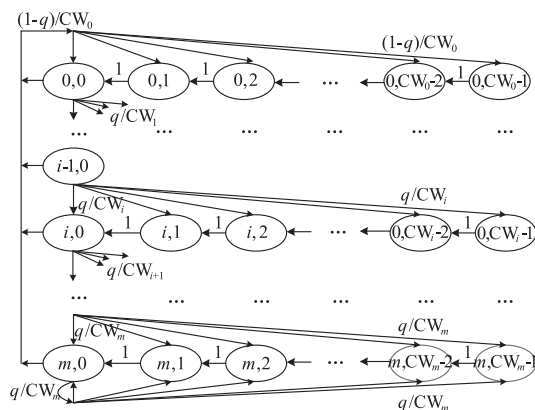 (1-q)/CW₀
(1-q)/CW₀
0,0 1 0,1 1 0,2 ... 0,CW₀-2 1 0,CW₀-1
q/CW₁
... ... ... ... ... ...
i-1,0
q/CWᵢ q/CWᵢ
i,0 1 i,1 1 i,2 ... 0,CWᵢ-2 1 0,CWᵢ-1
q/CWᵢ₊₁
... ... ... ... ... ...
q/CWₘ q/CWₘ
m,0 1 m,1 1 m,2 ... m,CWₘ-2 1 m,CWₘ-1
q/CWₘ
q/CWₘ